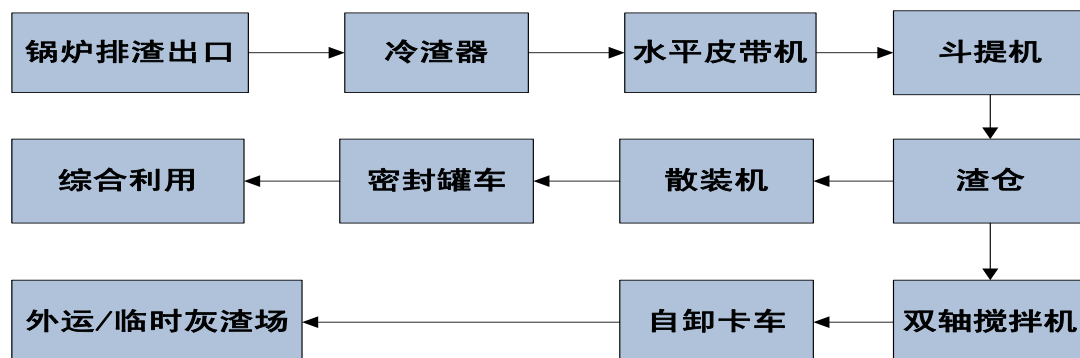 锅炉排渣出口
冷渣器
水平皮带机
斗提机
综合利用
密封罐车
散装机
渣仓
外运/临时灰渣场
自卸卡车
双轴搅拌机